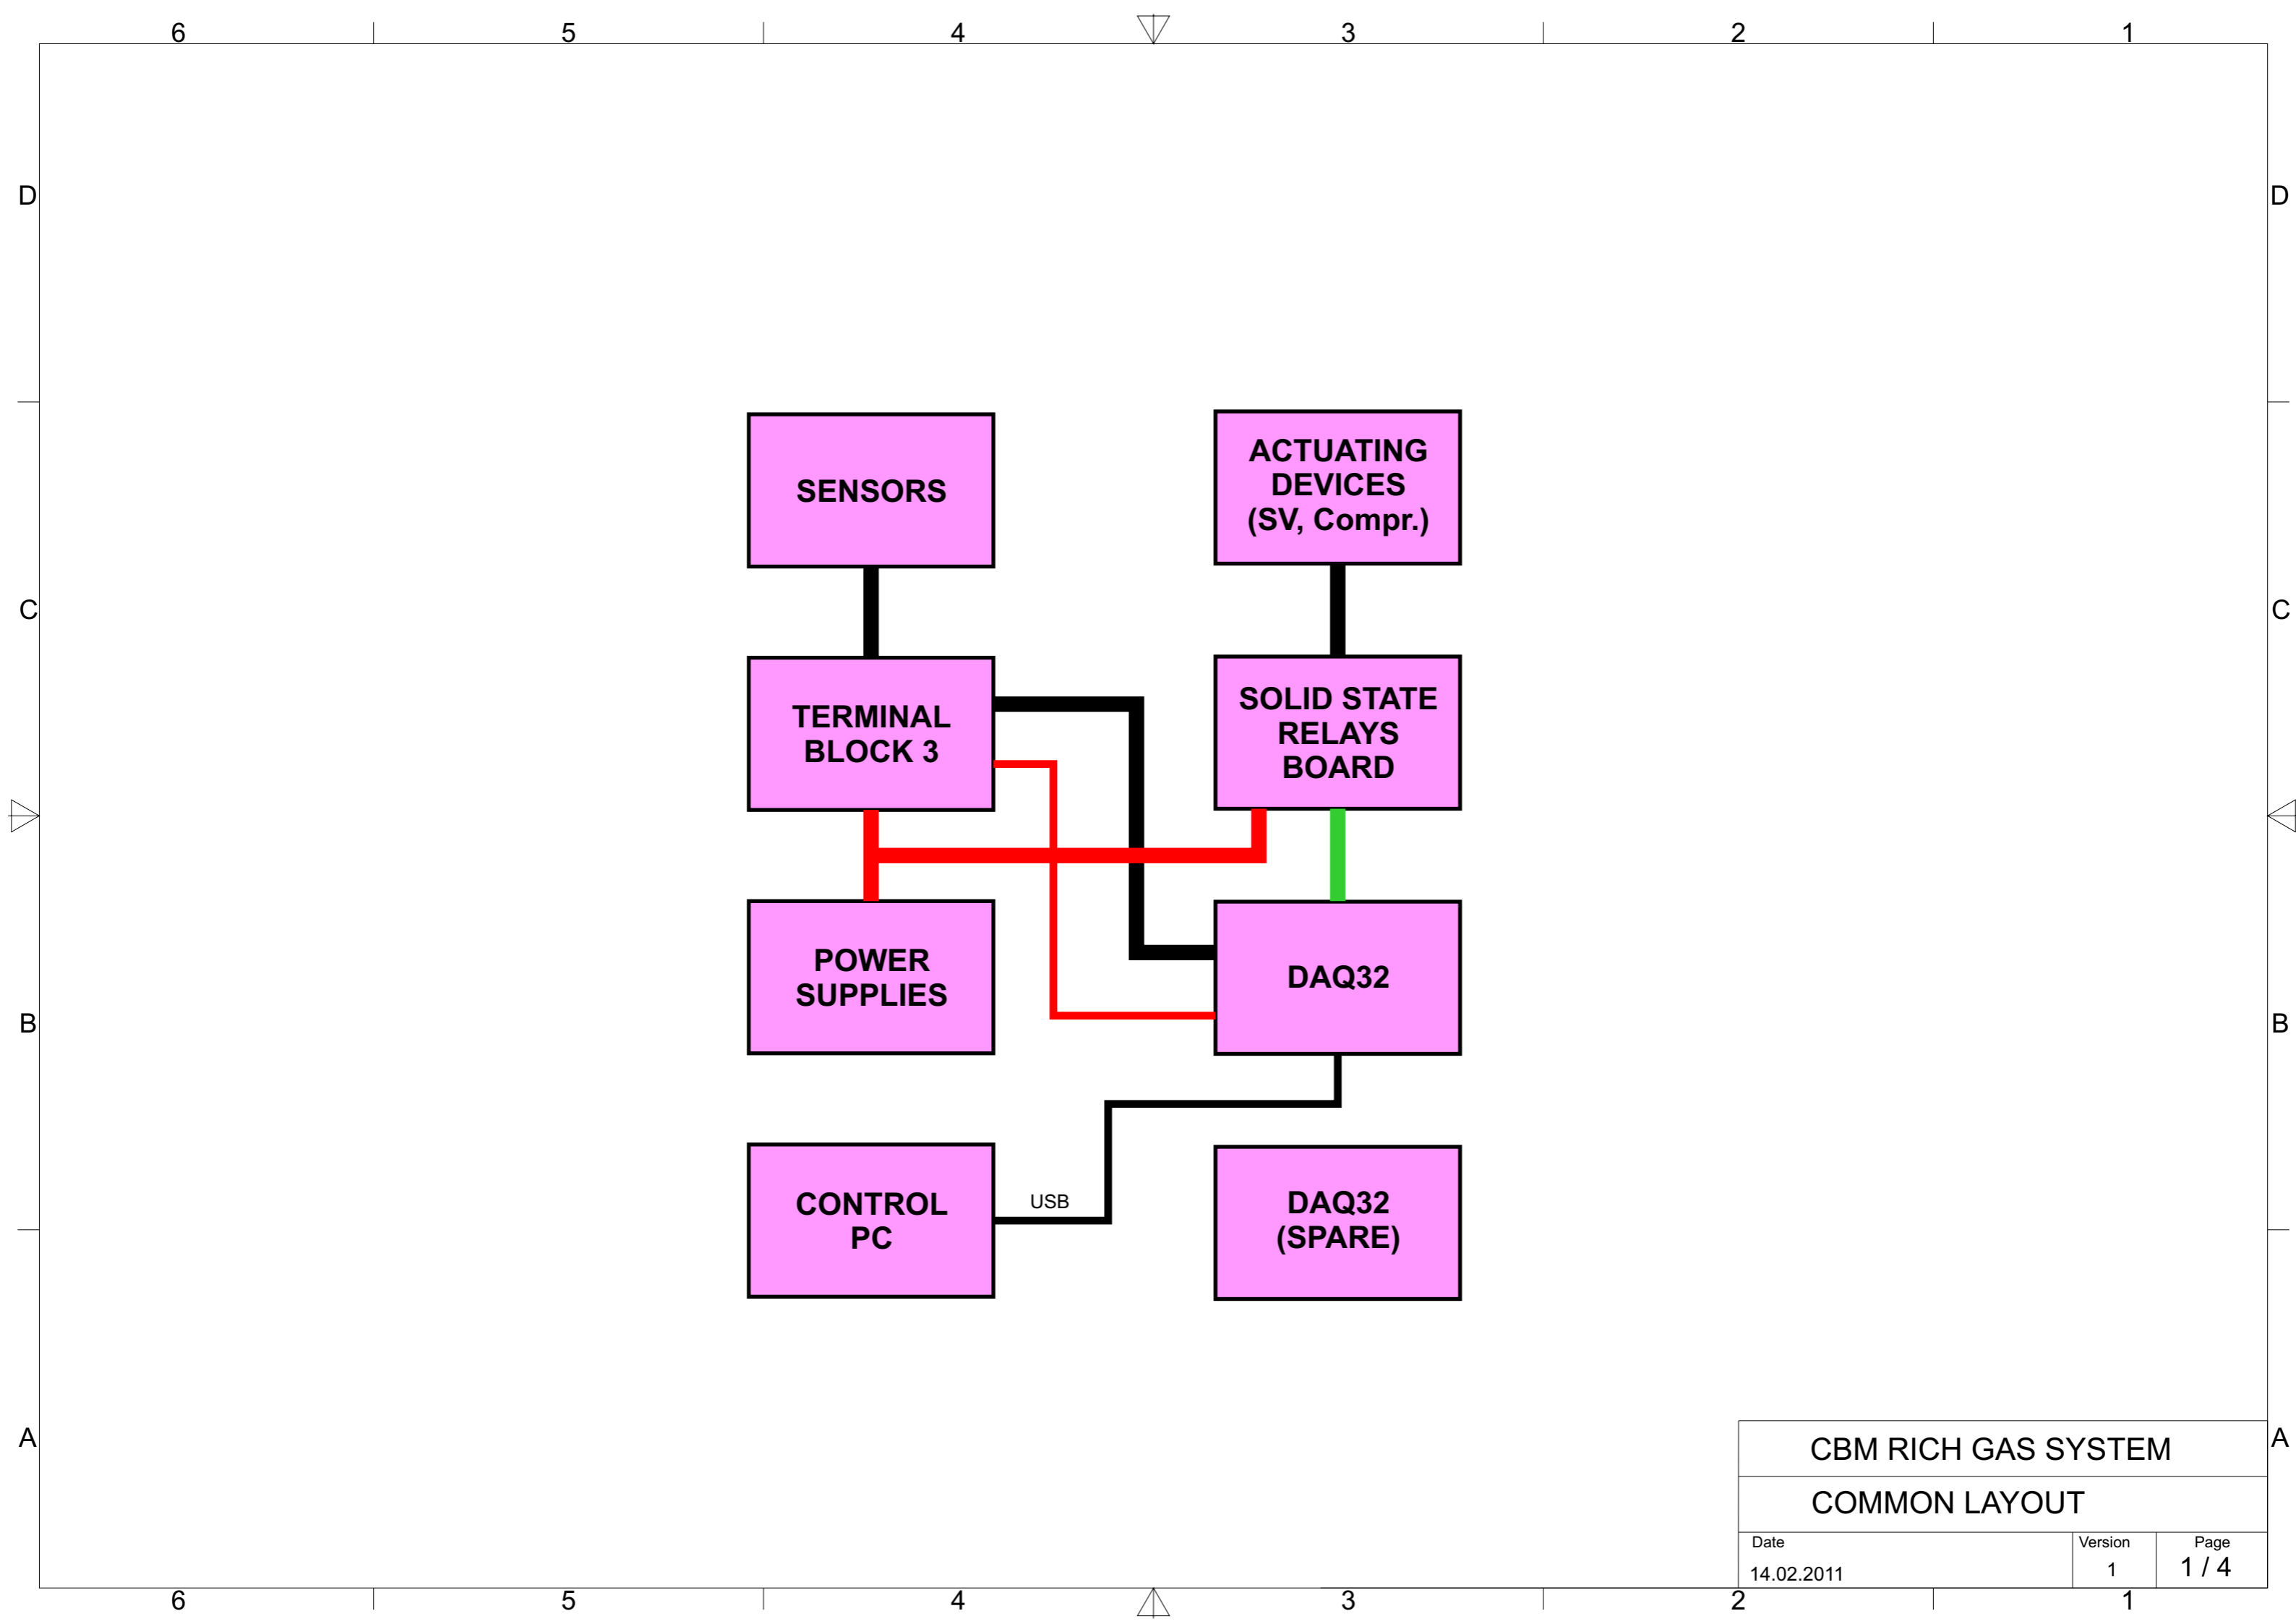 6 5 4 3 2 1
D D
SENSORS
ACTUATING
DEVICES
(SV, Compr.)
C C
TERMINAL
BLOCK 3
SOLID STATE
RELAYS
BOARD
POWER
SUPPLIES
DAQ32
B B
CONTROL
PC
USB
DAQ32
(SPARE)
A A
CBM RICH GAS SYSTEM
COMMON LAYOUT
Date Version Page
14.02.2011 1 1 / 4
6 5 4 3 2 1